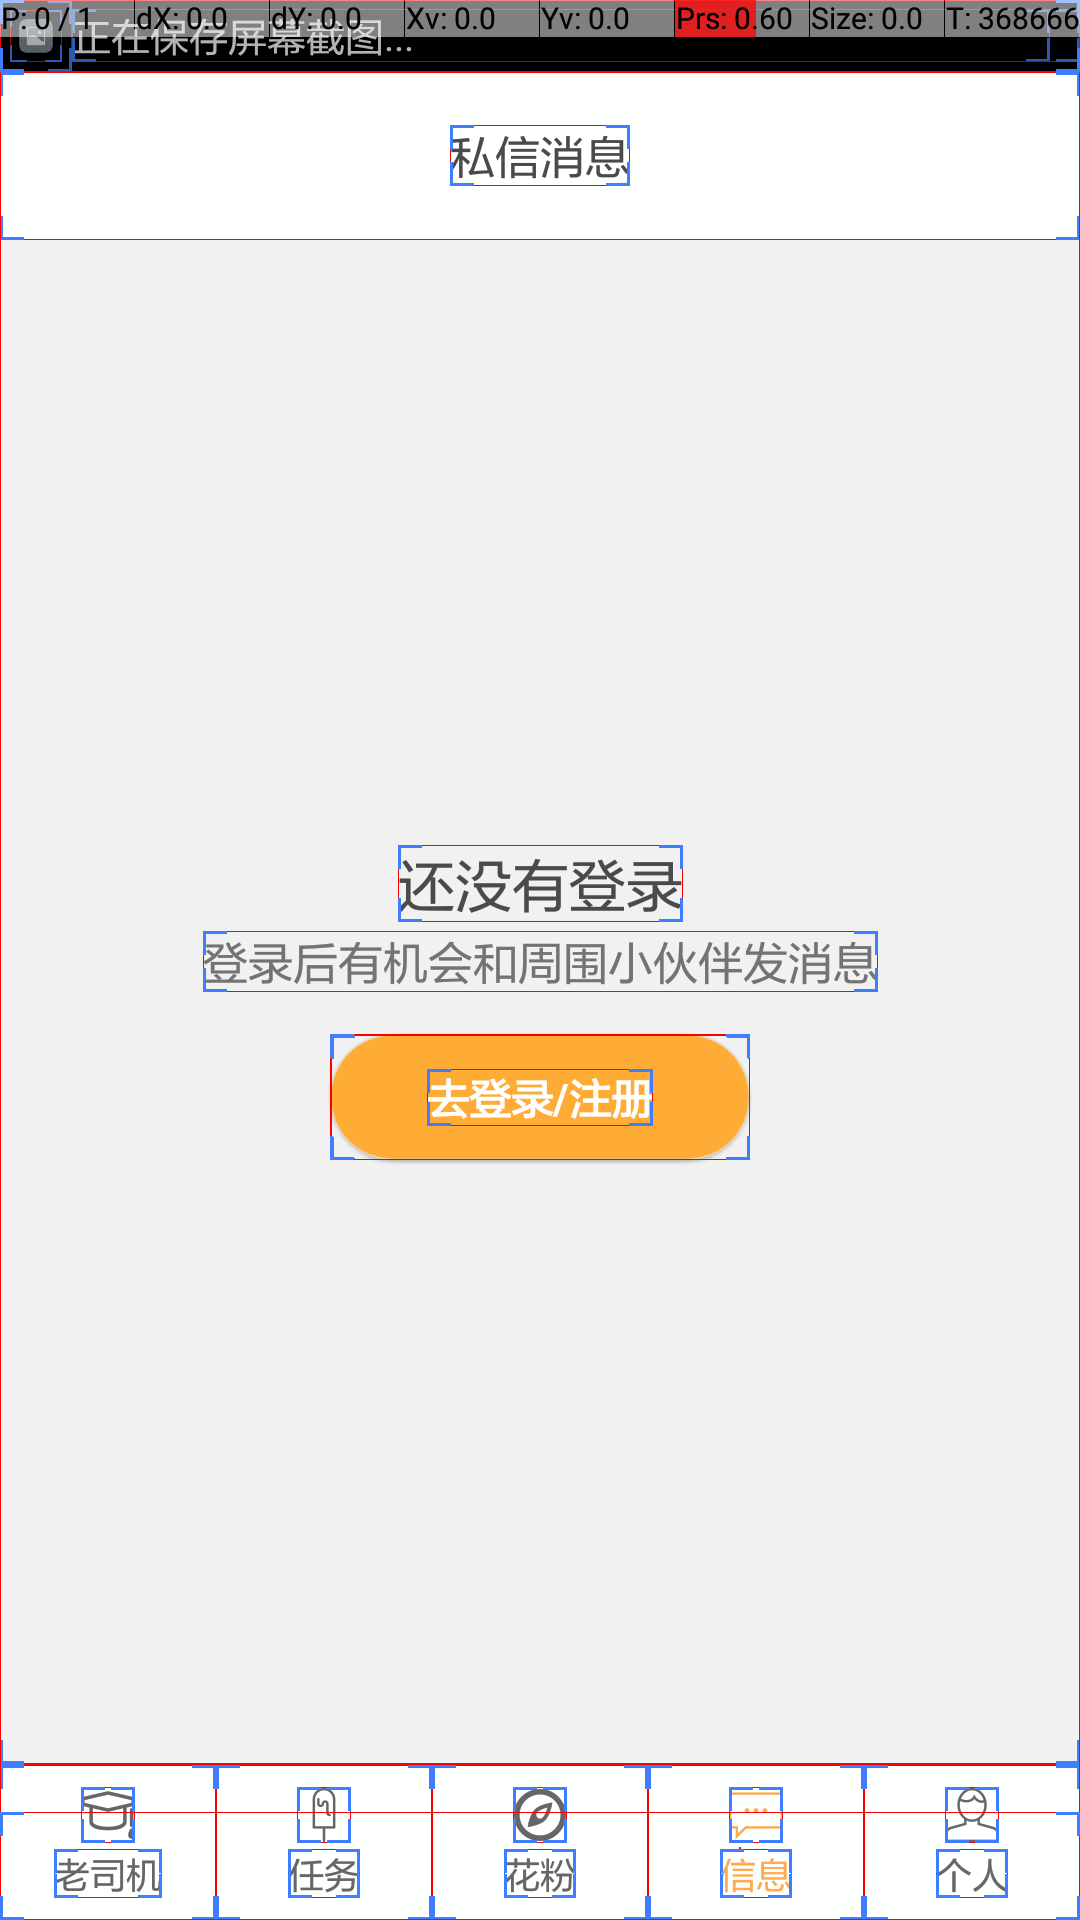 P: 0 / 1 dX: 0.0 dY: 0.0 Xv: 0.0 Yv: 0.0 Prs: 0.60 Size: 0.0 T: 368666
正在保存屏幕截图...
私信消息
还没有登录
登录后有机会和周围小伙伴发消息
去登录/注册
老司机 任务 花粉 信息 个人